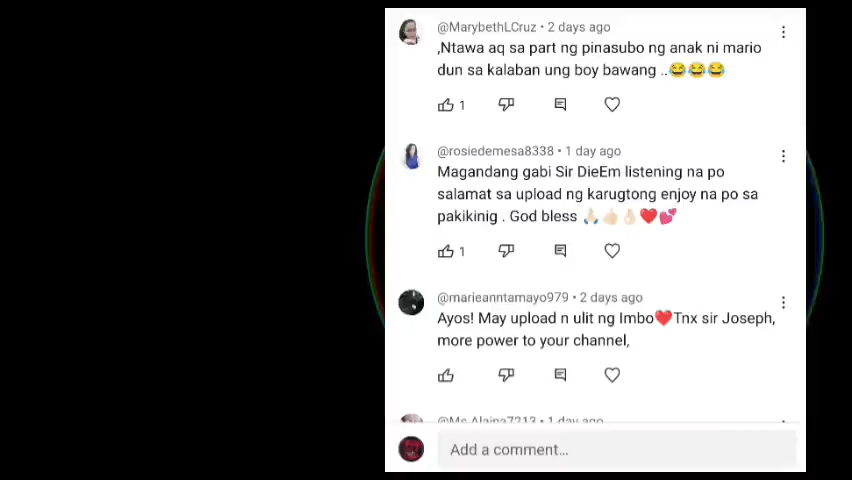 @MarybethLCruz • 2 days ago
,Ntawa aq sa part ng pinasubo ng anak ni mario
dun sa kalaban ung boy bawang ..😂😂😂
1
@rosiedemesa8338 • 1 day ago
Magandang gabi Sir DieEm listening na po
salamat sa upload ng karugtong enjoy na po sa
pakikinig . God bless 🙏🏻👍🏻👌🏻❤️💕
1
@marieanntamayo979 • 2 days ago
Ayos! May upload n ulit ng Imbo❤️Tnx sir Joseph,
more power to your channel,
@Ms.Alaina7213 • 1 day ago
Add a comment...